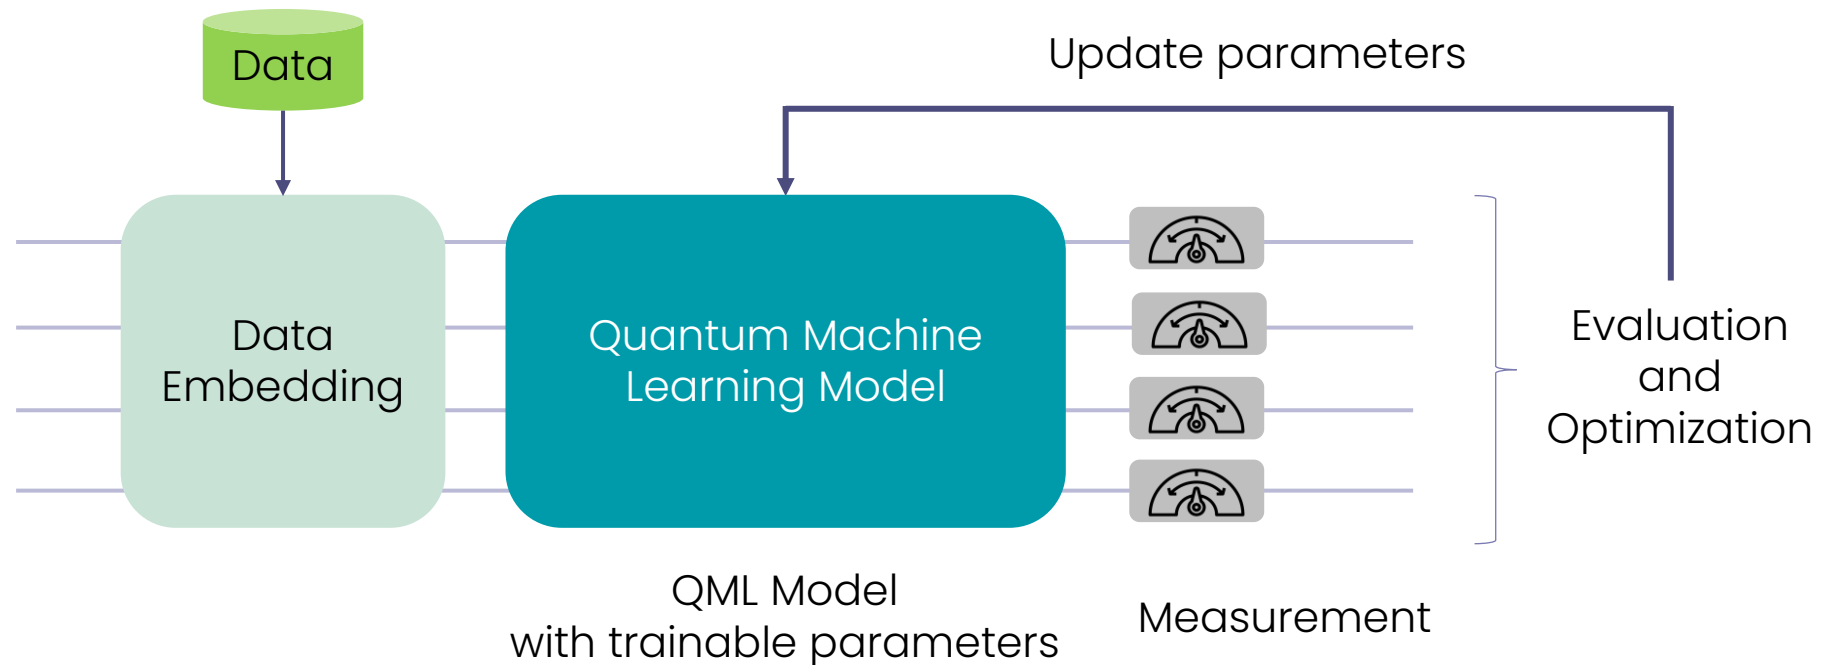 Data
Update parameters
Data
Embedding
Quantum Machine
Learning Model
Evaluation
and
Optimization
QML Model
with trainable parameters
Measurement